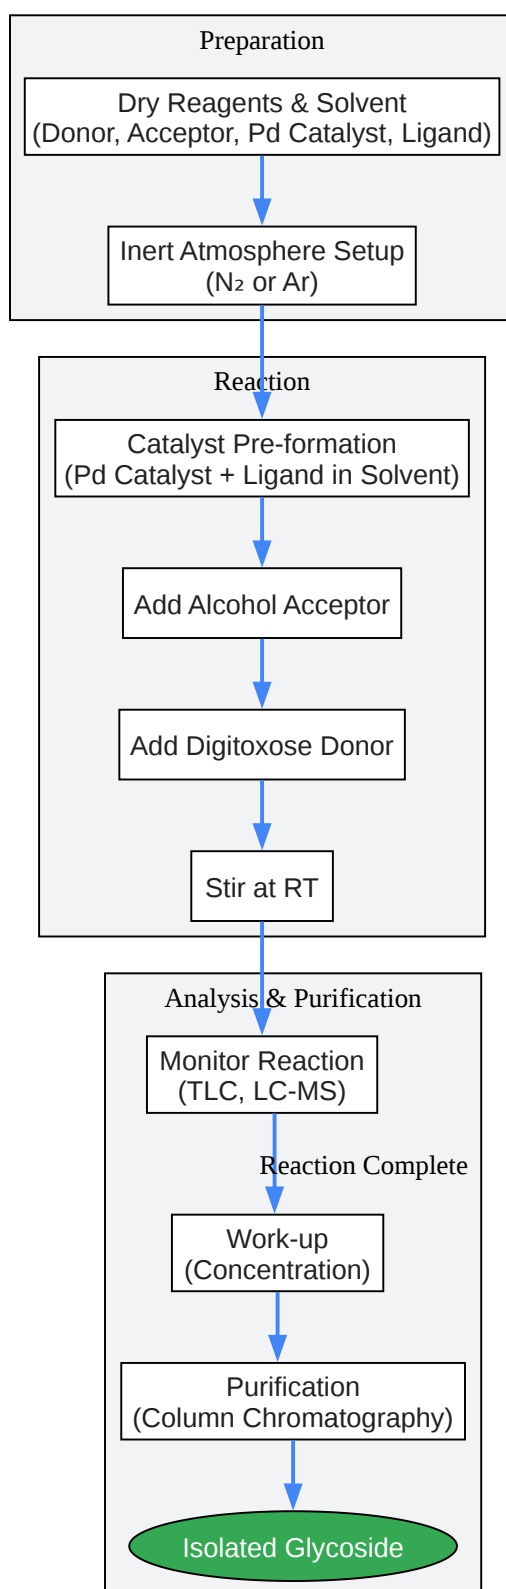 Preparation
Dry Reagents & Solvent
(Donor, Acceptor, Pd Catalyst, Ligand)
Inert Atmosphere Setup
(N₂ or Ar)
Reaction
Catalyst Pre-formation
(Pd Catalyst + Ligand in Solvent)
Add Alcohol Acceptor
Add Digitoxose Donor
Stir at RT
Analysis & Purification
Monitor Reaction
(TLC, LC-MS)
Reaction Complete
Work-up
(Concentration)
Purification
(Column Chromatography)
Isolated Glycoside